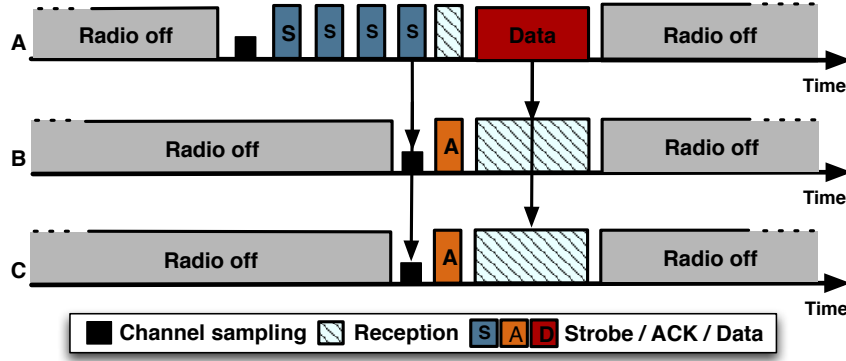 A Radio off S S S S Data Radio off
Time
B Radio off A Radio off
Time
C Radio off A Radio off
Time
Channel sampling Reception S A D Strobe / ACK / Data